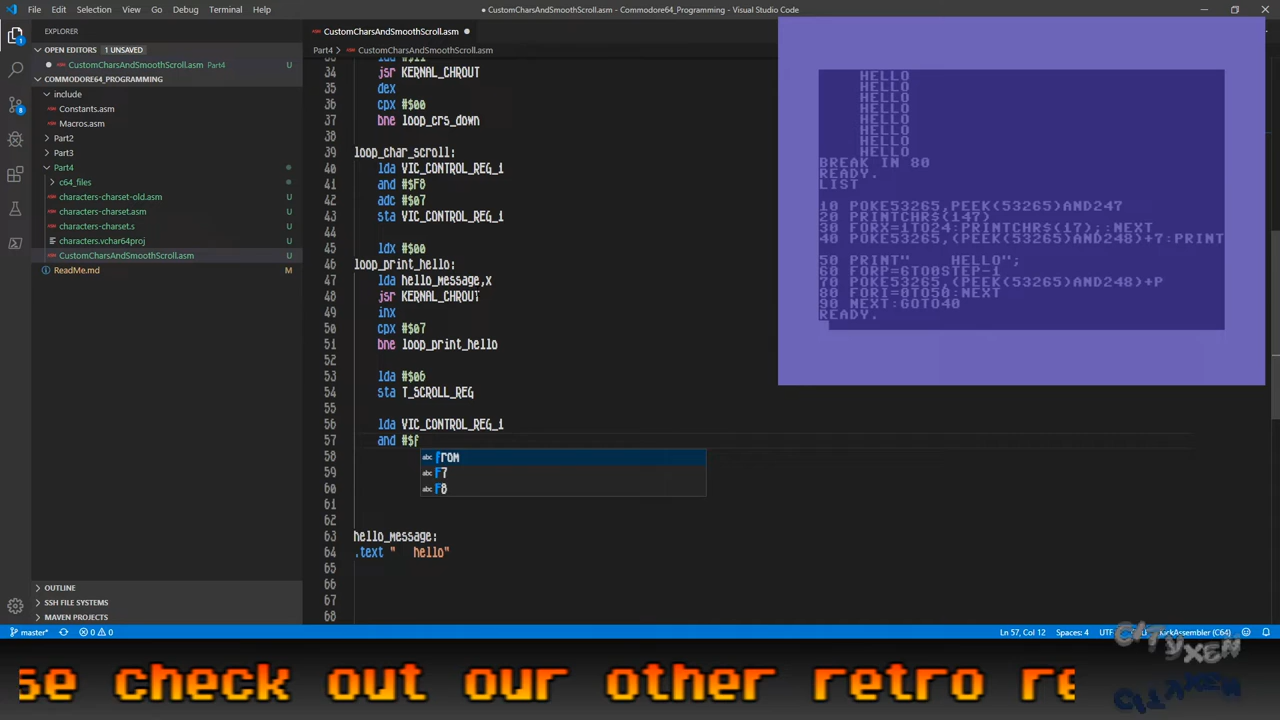 File Edit Selection View Go Debug Terminal Help
● CustomCharsAndSmoothScroll.asm - Commodore64_Programming - Visual Studio Code
EXPLORER
OPEN EDITORS 1 UNSAVED
CustomCharsAndSmoothScroll.asm Part4 U
COMMODORE64_PROGRAMMING
include
Constants.asm
Macros.asm
Part2
Part3
Part4
c64_files
characters-charset-old.asm U
characters-charset.asm U
characters-charset.s U
characters.vchar64proj U
CustomCharsAndSmoothScroll.asm U
ReadMe.md M
OUTLINE
SSH FILE SYSTEMS
MAVEN PROJECTS
CustomCharsAndSmoothScroll.asm
Part4 > CustomCharsAndSmoothScroll.asm
34 jsr KERNAL_CHROUT
35 dex
36 cpx #$00
37 bne loop_crs_down
38
39 loop_char_scroll:
40 lda VIC_CONTROL_REG_1
41 and #$F8
42 adc #$07
43 sta VIC_CONTROL_REG_1
44
45 ldx #$00
46 loop_print_hello:
47 lda hello_message,x
48 jsr KERNAL_CHROUT
49 inx
50 cpx #$07
51 bne loop_print_hello
52
53 lda #$06
54 sta T_SCROLL_REG
55
56 lda VIC_CONTROL_REG_1
57 and #$f
58 abc from
59 abc F7
60 abc F8
61
62
63 hello_message:
64 .text "   hello"
65
66
67
68
HELLO
HELLO
HELLO
HELLO
HELLO
HELLO
HELLO
HELLO
BREAK IN 80
READY.
LIST
10 POKE53265,PEEK(53265)AND247
20 PRINTCHR$(147)
30 FORX=1TO24:PRINTCHR$(17);:NEXT
40 POKE53265,(PEEK(53265)AND248)+7:PRINT
50 PRINT"    HELLO";
60 FORP=6TO0STEP-1
70 POKE53265,(PEEK(53265)AND248)+P
80 FORI=0TO50:NEXT
90 NEXT:GOTO40
READY.
master* 0 0
Ln 57, Col 12 Spaces: 4 KickAssembler (C64)
se check out our other retro re
CITYXEN